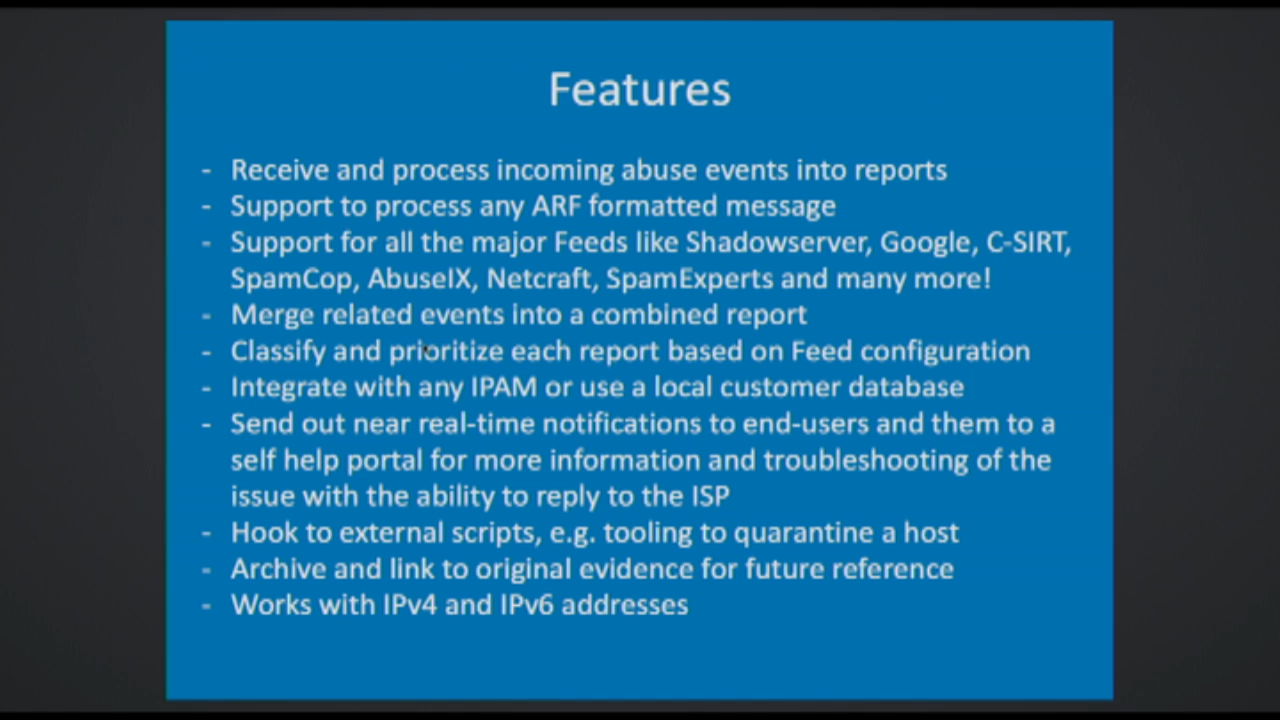 Features
- Receive and process incoming abuse events into reports
- Support to process any ARF formatted message
- Support for all the major Feeds like Shadowserver, Google, C-SIRT,
SpamCop, AbuseIX, Netcraft, SpamExperts and many more!
- Merge related events into a combined report
- Classify and prioritize each report based on Feed configuration
- Integrate with any IPAM or use a local customer database
- Send out near real-time notifications to end-users and them to a
self help portal for more information and troubleshooting of the
issue with the ability to reply to the ISP
- Hook to external scripts, e.g. tooling to quarantine a host
- Archive and link to original evidence for future reference
- Works with IPv4 and IPv6 addresses